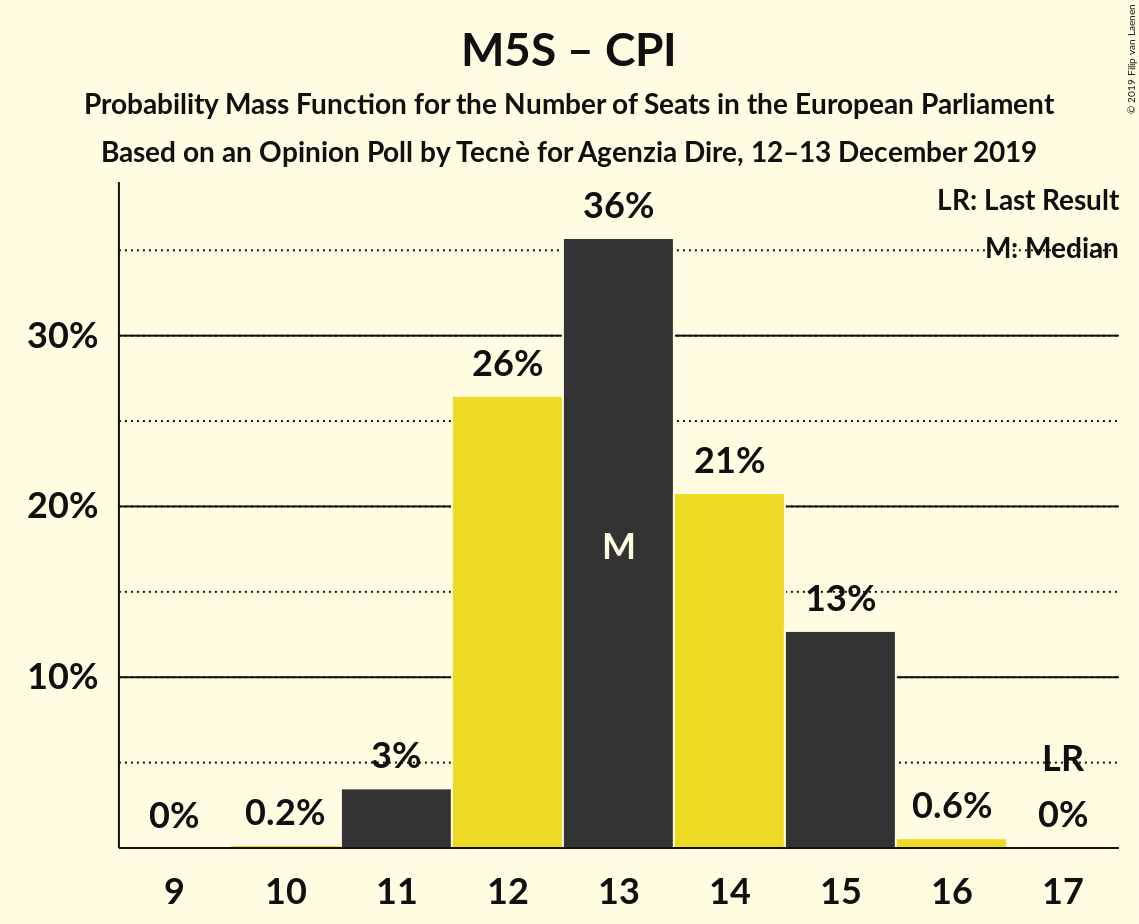 M5S – CPI
Probability Mass Function for the Number of Seats in the European Parliament
Based on an Opinion Poll by Tecnè for Agenzia Dire, 12–13 December 2019
© 2019 Filip van Laenen
LR: Last Result
M: Median
36%
30%
26%
21%
20%
M
13%
10%
3%
LR
0%
0.2%
0.6%
0%
9 10 11 12 13 14 15 16 17